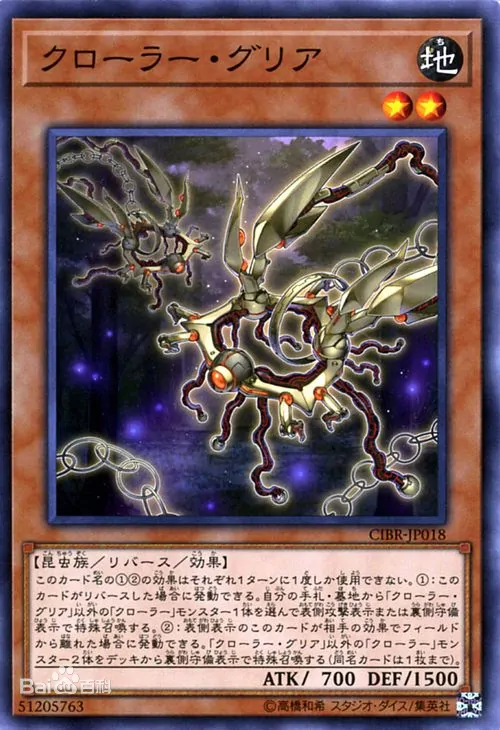 クローラー・グリア
地
CIBR-JP018
【昆虫族／リバース／効果】
このカード名の①②の効果はそれぞれ1ターンに1度しか使用できない。①：この
カードがリバースした場合に発動できる。自分の手札・墓地から「クローラー・
グリア」以外の「クローラー」モンスター1体を選んで表側攻撃表示または裏側守備
表示で特殊召喚する。②：表側表示のこのカードが相手の効果でフィールド
から離れた場合に発動できる。「クローラー・グリア」以外の「クローラー」モン
スター2体をデッキから裏側守備表示で特殊召喚する（同名カードは1枚まで）。
ATK/ 700 DEF/1500
Bai百科
51205763
©高橋和希 スタジオ・ダイス/集英社